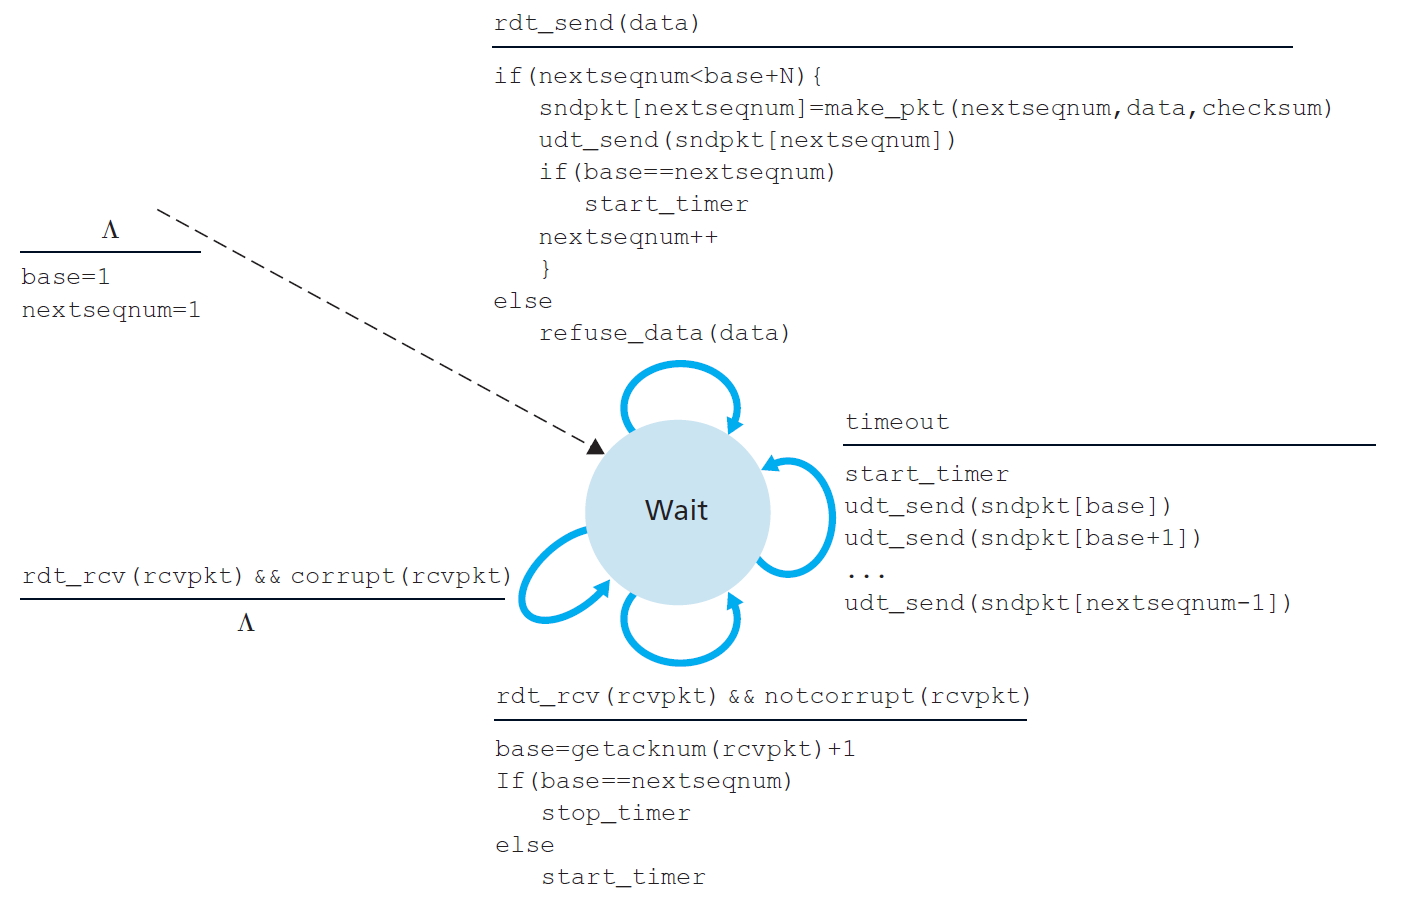 rdt_send(data)
if(nextseqnum<base+N){
   sndpkt[nextseqnum]=make_pkt(nextseqnum,data,checksum)
   udt_send(sndpkt[nextseqnum])
   if(base==nextseqnum)
      start_timer
   nextseqnum++
   }
else
   refuse_data(data)
Λ
base=1
nextseqnum=1
timeout
start_timer
udt_send(sndpkt[base])
udt_send(sndpkt[base+1])
...
udt_send(sndpkt[nextseqnum-1])
Wait
rdt_rcv(rcvpkt) && corrupt(rcvpkt)
Λ
rdt_rcv(rcvpkt) && notcorrupt(rcvpkt)
base=getacknum(rcvpkt)+1
If(base==nextseqnum)
   stop_timer
else
   start_timer